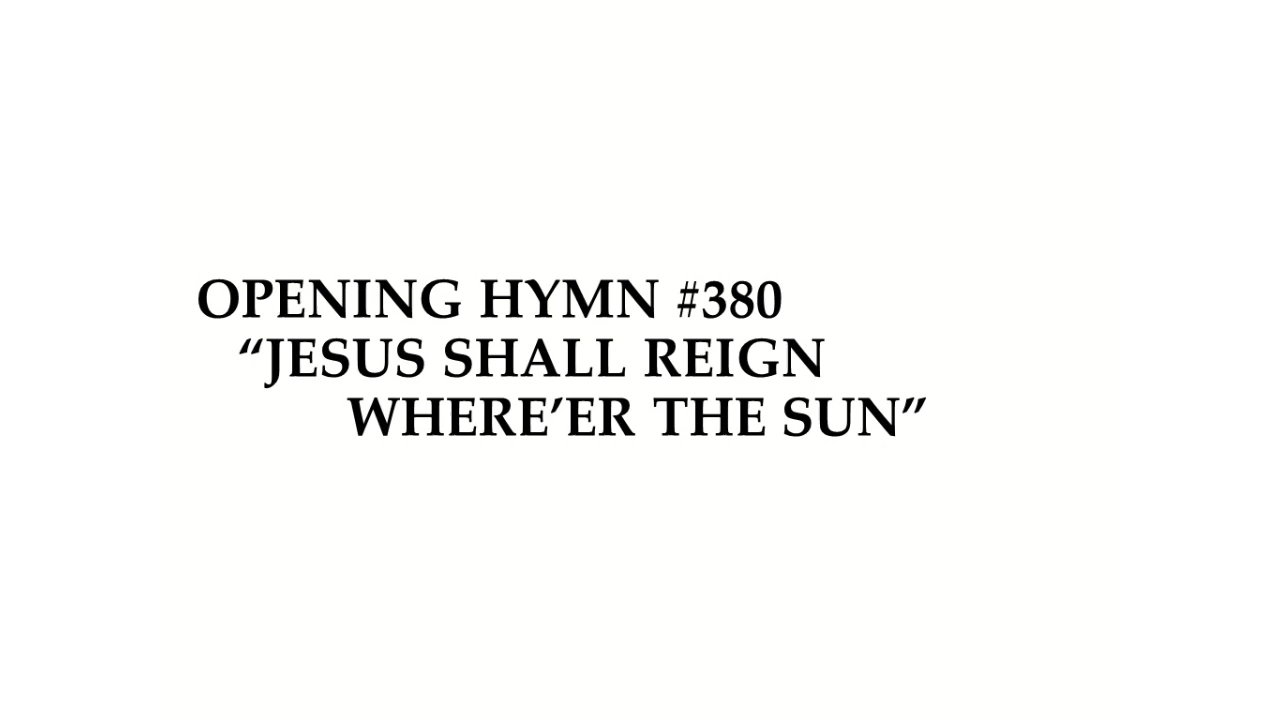 OPENING HYMN #380
“JESUS SHALL REIGN
WHERE’ER THE SUN”